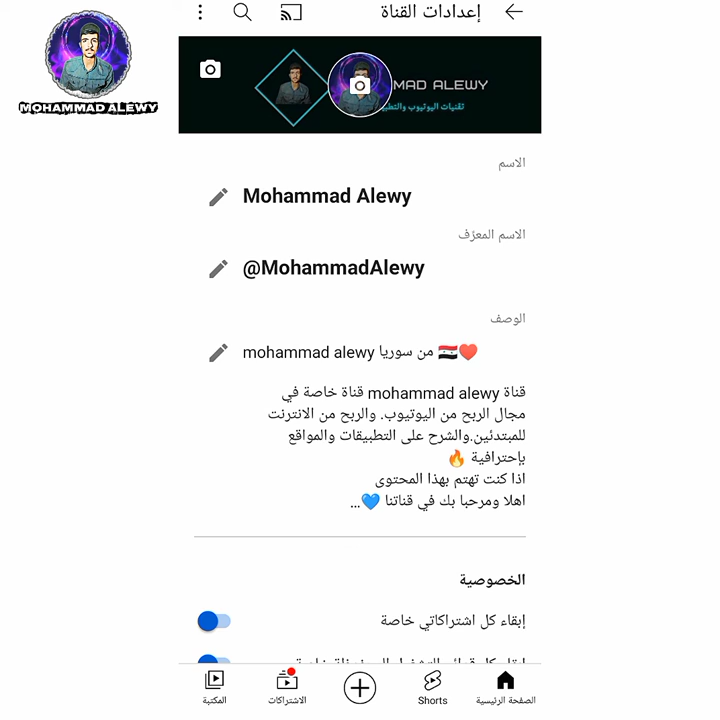 MOHAMMAD ALEWY
إعدادات القناة
MAD ALEWY
تقنيات اليوتيوب
الاسم
Mohammad Alewy
الاسم المعرّف
@MohammadAlewy
الوصف
mohammad alewy من سوريا 🇸🇾♥️
قناة mohammad alewy قناة خاصة في
مجال الربح من اليوتيوب. والربح من الانترنت
للمبتدئين.والشرح على التطبيقات والمواقع
بإحترافية 🔥
اذا كنت تهتم بهذا المحتوى
اهلا ومرحبا بك في قناتنا 💙...
الخصوصية
إبقاء كل اشتراكاتي خاصة
الصفحة الرئيسية
Shorts
الاشتراكات
المكتبة